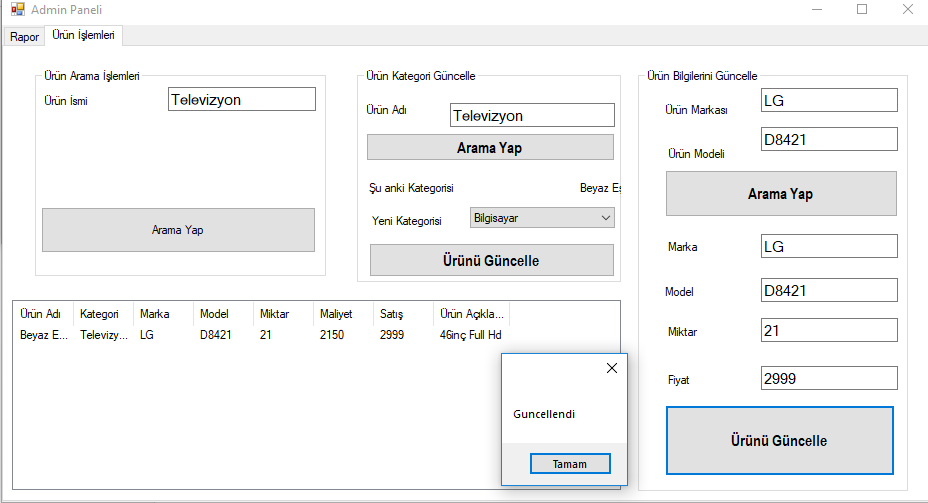 Admin Paneli
Rapor
Ürün İşlemleri
Ürün Arama İşlemleri
Ürün İsmi
Televizyon
Arama Yap
Ürün Kategori Güncelle
Ürün Adı
Televizyon
Arama Yap
Şu anki Kategorisi
Beyaz Eş
Yeni Kategorisi
Bilgisayar
Ürünü Güncelle
Ürün Bilgilerini Güncelle
Ürün Markası
LG
Ürün Modeli
D8421
Arama Yap
Marka
LG
Model
D8421
Miktar
21
Fiyat
2999
Ürünü Güncelle
Ürün Adı Kategori Marka Model Miktar Maliyet Satış Ürün Açıkla...
Beyaz E... Televizy... LG D8421 21 2150 2999 46inç Full Hd
Guncellendi
Tamam